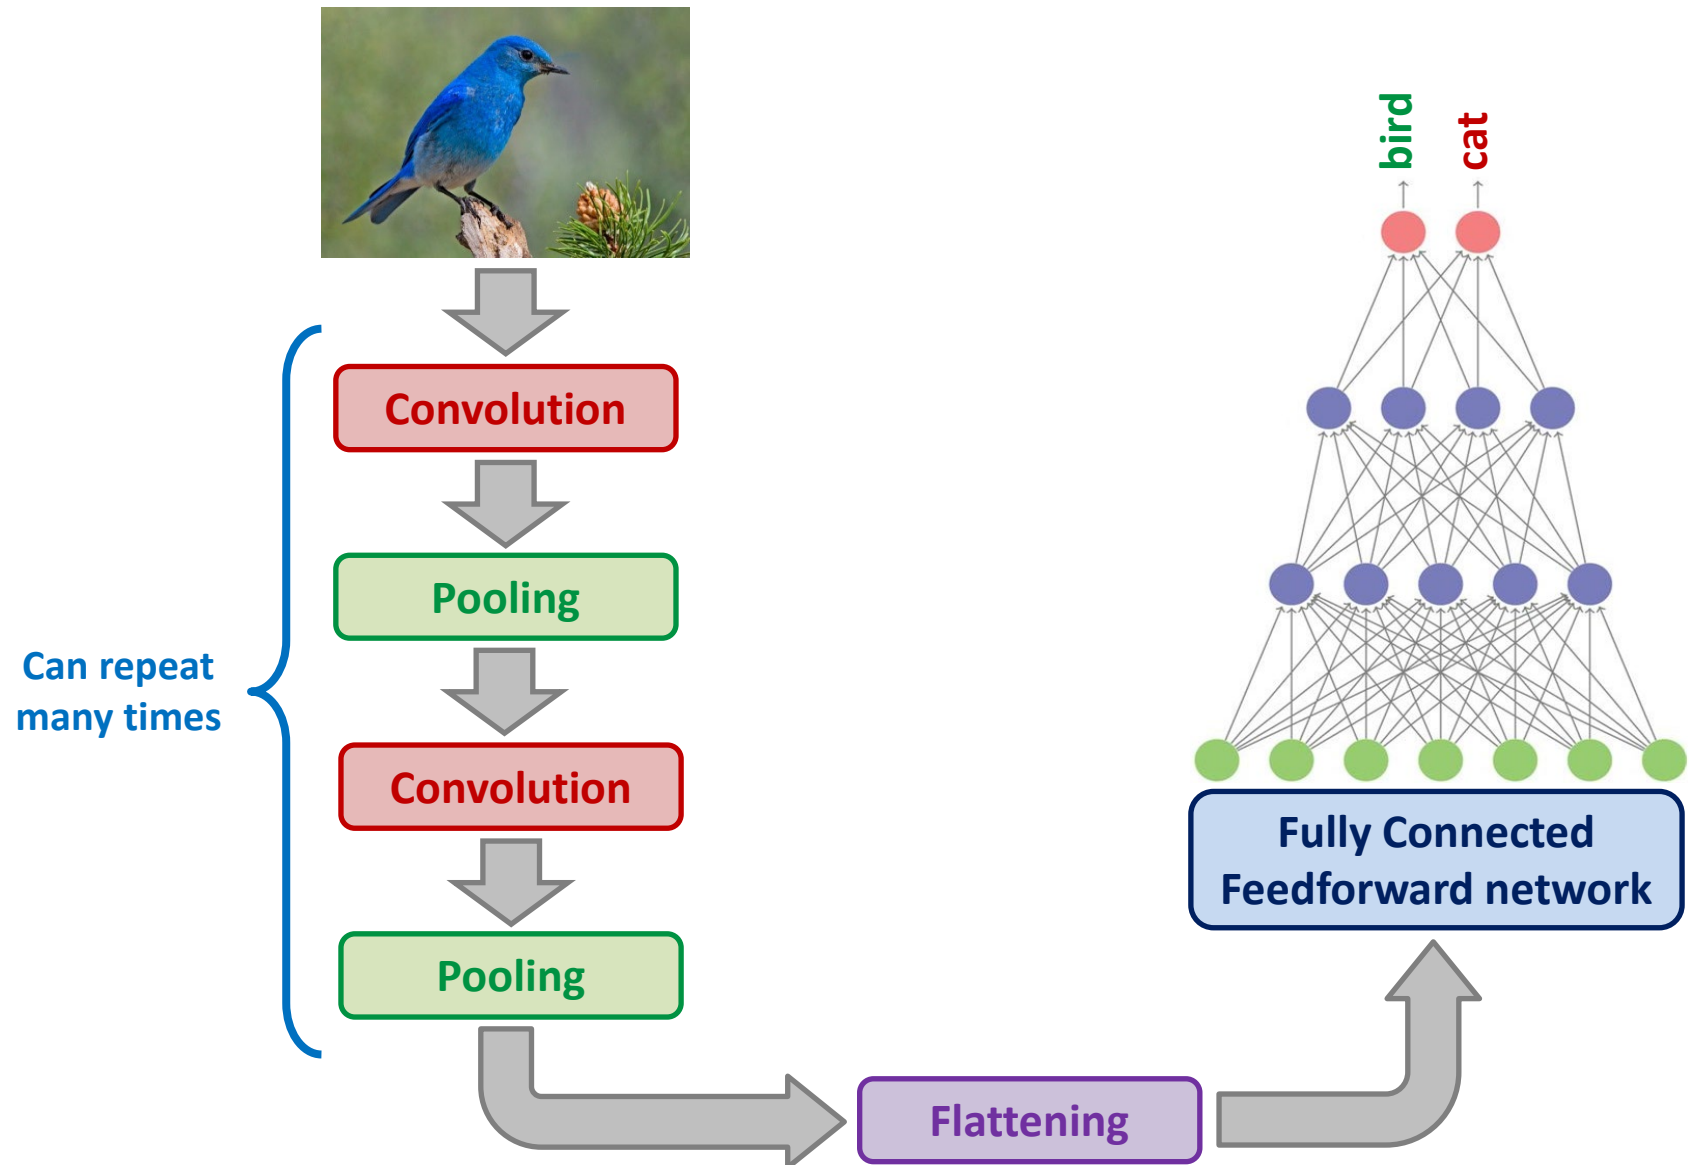 Convolution
Pooling
Can repeat
many times
Convolution
Pooling
Flattening
Fully Connected
Feedforward network
bird
cat